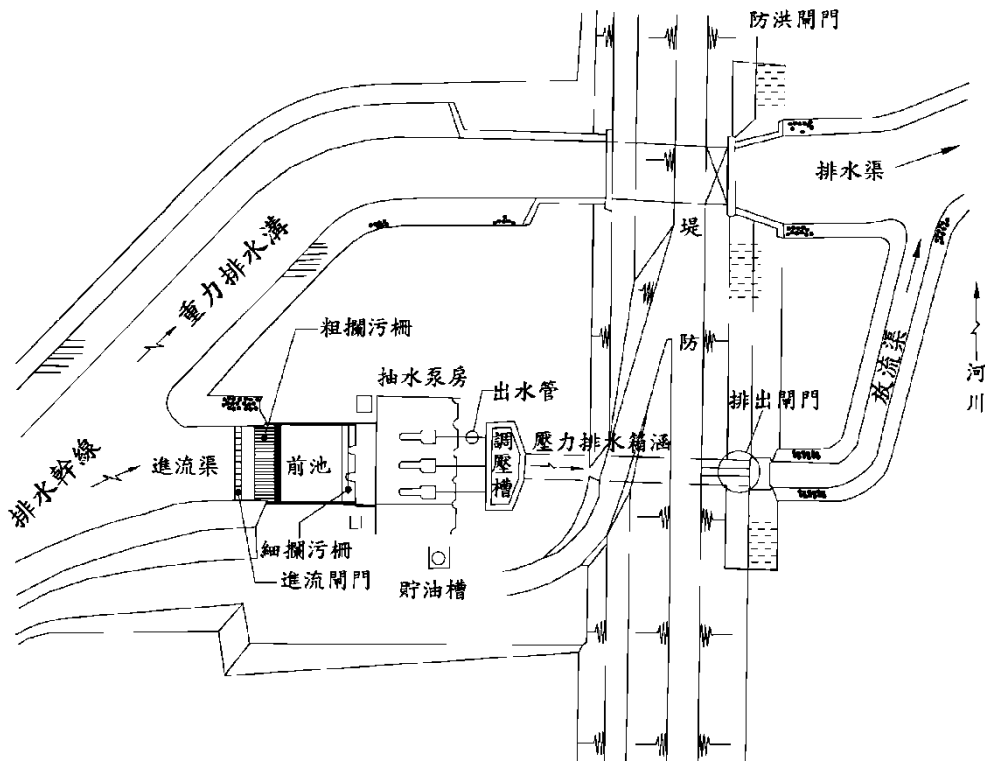 防洪閘門
排水渠
重力排水溝
堤
防
粗攔污柵
抽水泵房
出水管
排出閘門
放流渠
河川
排水幹線
進流渠
前池
調壓槽
壓力排水箱涵
細攔污柵
進流閘門
貯油槽